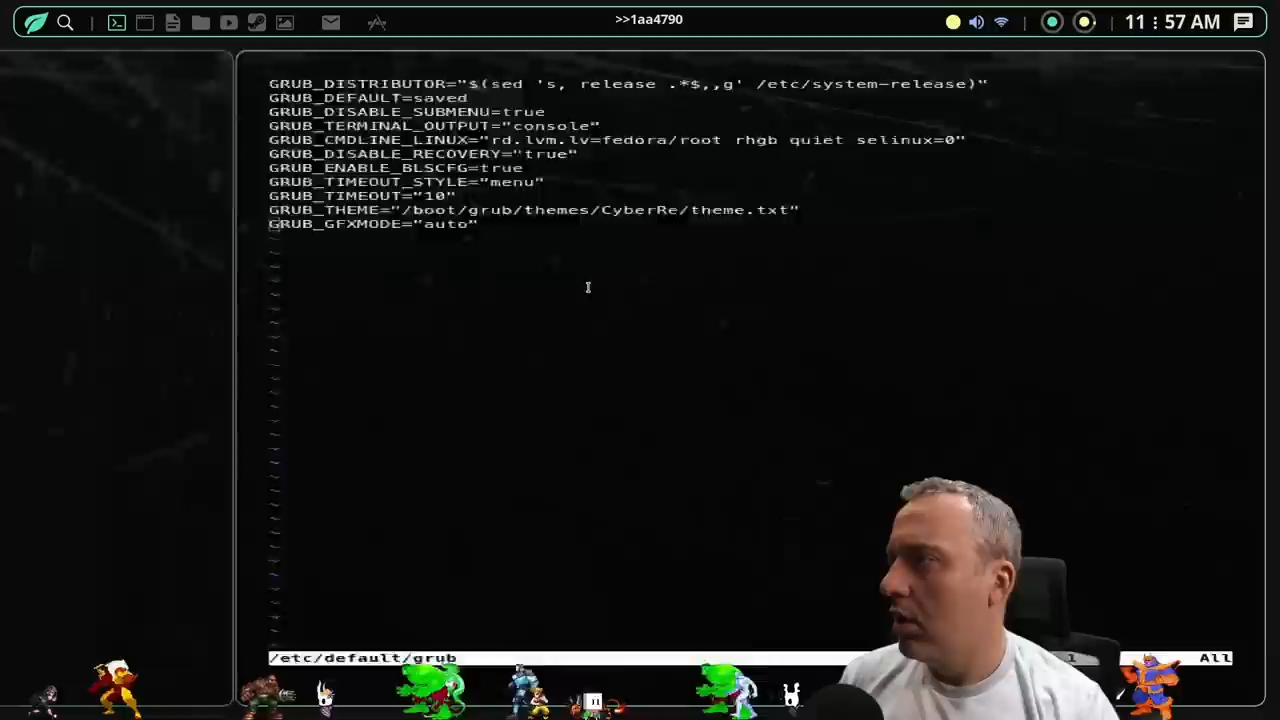 >>1aa4790
11 : 57 AM
GRUB_DISTRIBUTOR="$(sed 's, release .*$,,g' /etc/system-release)"
GRUB_DEFAULT=saved
GRUB_DISABLE_SUBMENU=true
GRUB_TERMINAL_OUTPUT="console"
GRUB_CMDLINE_LINUX="rd.lvm.lv=fedora/root rhgb quiet selinux=0"
GRUB_DISABLE_RECOVERY="true"
GRUB_ENABLE_BLSCFG=true
GRUB_TIMEOUT_STYLE="menu"
GRUB_TIMEOUT="10"
GRUB_THEME="/boot/grub/themes/CyberRe/theme.txt"
GRUB_GFXMODE="auto"
/etc/default/grub
1 All